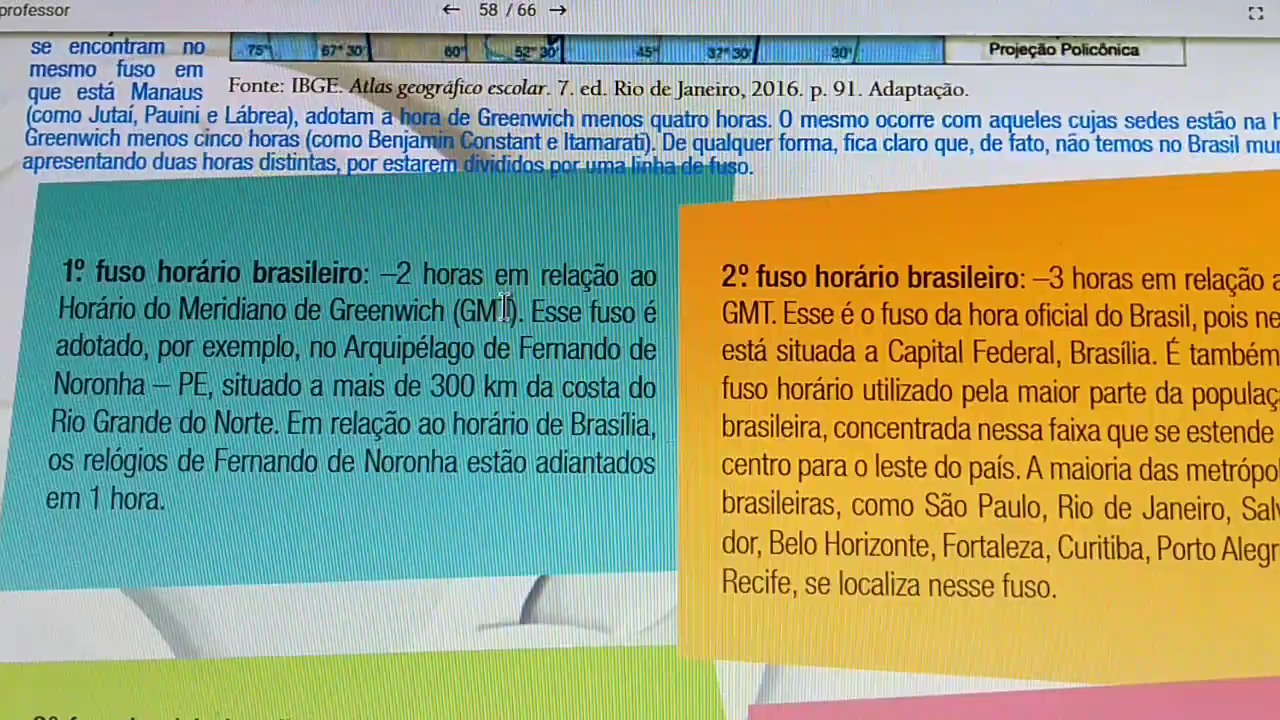 professor
← 58 / 66 →
se encontram no
mesmo fuso em
que está Manaus
75° 67° 30' 60° 52° 30' 45° 37° 30' 30°
Projeção Policônica
Fonte: IBGE. Atlas geográfico escolar. 7. ed. Rio de Janeiro, 2016. p. 91. Adaptação.
(como Jutaí, Pauini e Lábrea), adotam a hora de Greenwich menos quatro horas. O mesmo ocorre com aqueles cujas sedes estão na h
Greenwich menos cinco horas (como Benjamin Constant e Itamarati). De qualquer forma, fica claro que, de fato, não temos no Brasil mun
apresentando duas horas distintas, por estarem divididos por uma linha de fuso.
1º fuso horário brasileiro: –2 horas em relação ao
Horário do Meridiano de Greenwich (GMT). Esse fuso é
adotado, por exemplo, no Arquipélago de Fernando de
Noronha – PE, situado a mais de 300 km da costa do
Rio Grande do Norte. Em relação ao horário de Brasília,
os relógios de Fernando de Noronha estão adiantados
em 1 hora.
2º fuso horário brasileiro: –3 horas em relação a
GMT. Esse é o fuso da hora oficial do Brasil, pois ne
está situada a Capital Federal, Brasília. É também
fuso horário utilizado pela maior parte da populaç
brasileira, concentrada nessa faixa que se estende
centro para o leste do país. A maioria das metrópol
brasileiras, como São Paulo, Rio de Janeiro, Salv
dor, Belo Horizonte, Fortaleza, Curitiba, Porto Alegr
Recife, se localiza nesse fuso.